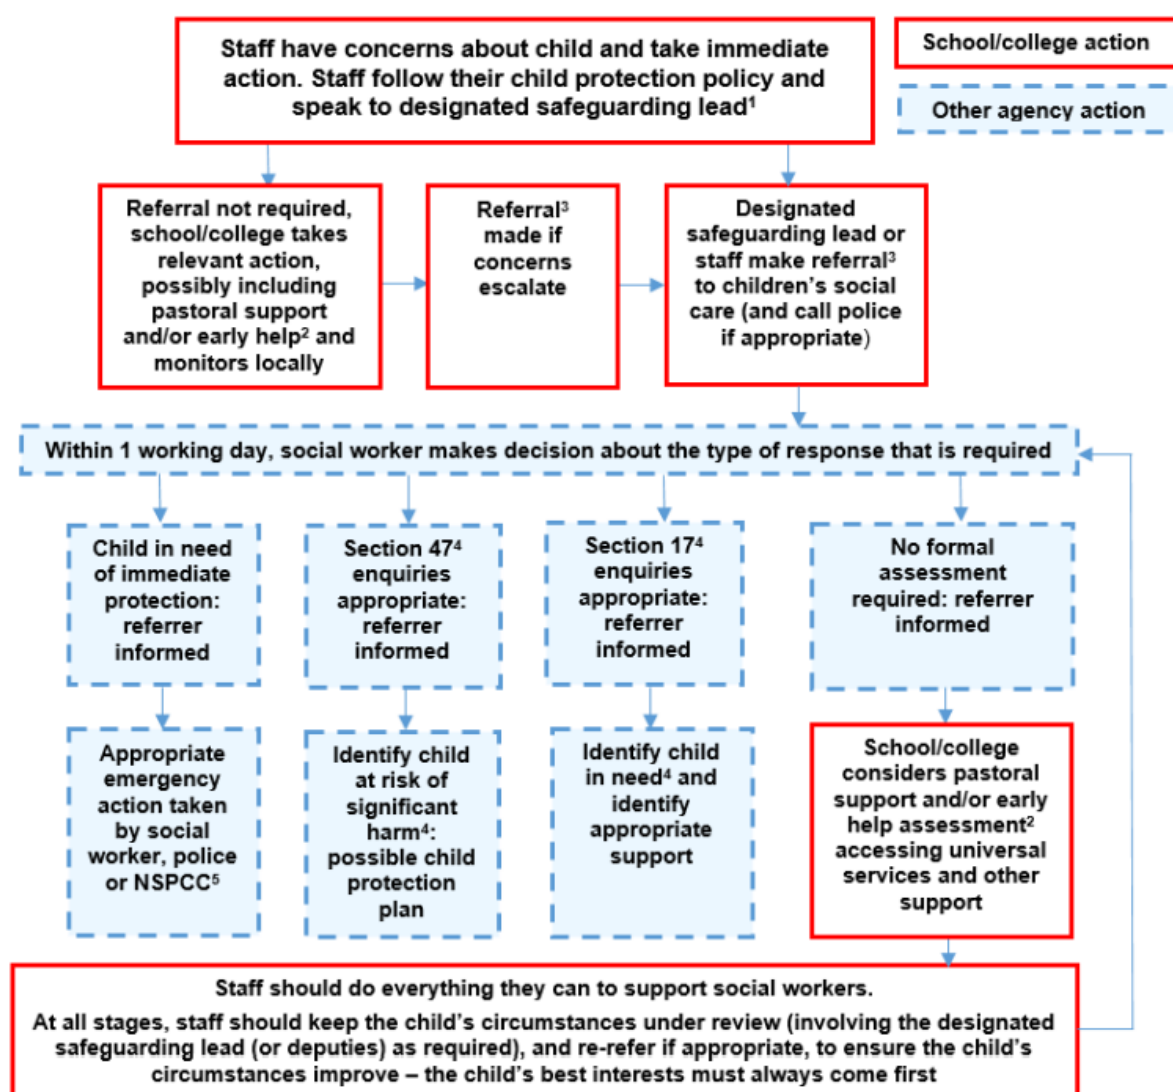 Staff have concerns about child and take immediate
action. Staff follow their child protection policy and
speak to designated safeguarding lead¹
School/college action
Other agency action
Referral not required,
school/college takes
relevant action,
possibly including
pastoral support
and/or early help² and
monitors locally
Referral³
made if
concerns
escalate
Designated
safeguarding lead or
staff make referral³
to children’s social
care (and call police
if appropriate)
Within 1 working day, social worker makes decision about the type of response that is required
Child in need
of immediate
protection:
referrer
informed
Section 47⁴
enquiries
appropriate:
referrer
informed
Section 17⁴
enquiries
appropriate:
referrer
informed
No formal
assessment
required: referrer
informed
Appropriate
emergency
action taken
by social
worker, police
or NSPCC⁵
Identify child
at risk of
significant
harm⁴:
possible child
protection
plan
Identify child
in need⁴ and
identify
appropriate
support
School/college
considers pastoral
support and/or early
help assessment²
accessing universal
services and other
support
Staff should do everything they can to support social workers.
At all stages, staff should keep the child’s circumstances under review (involving the designated
safeguarding lead (or deputies) as required), and re-refer if appropriate, to ensure the child’s
circumstances improve – the child’s best interests must always come first